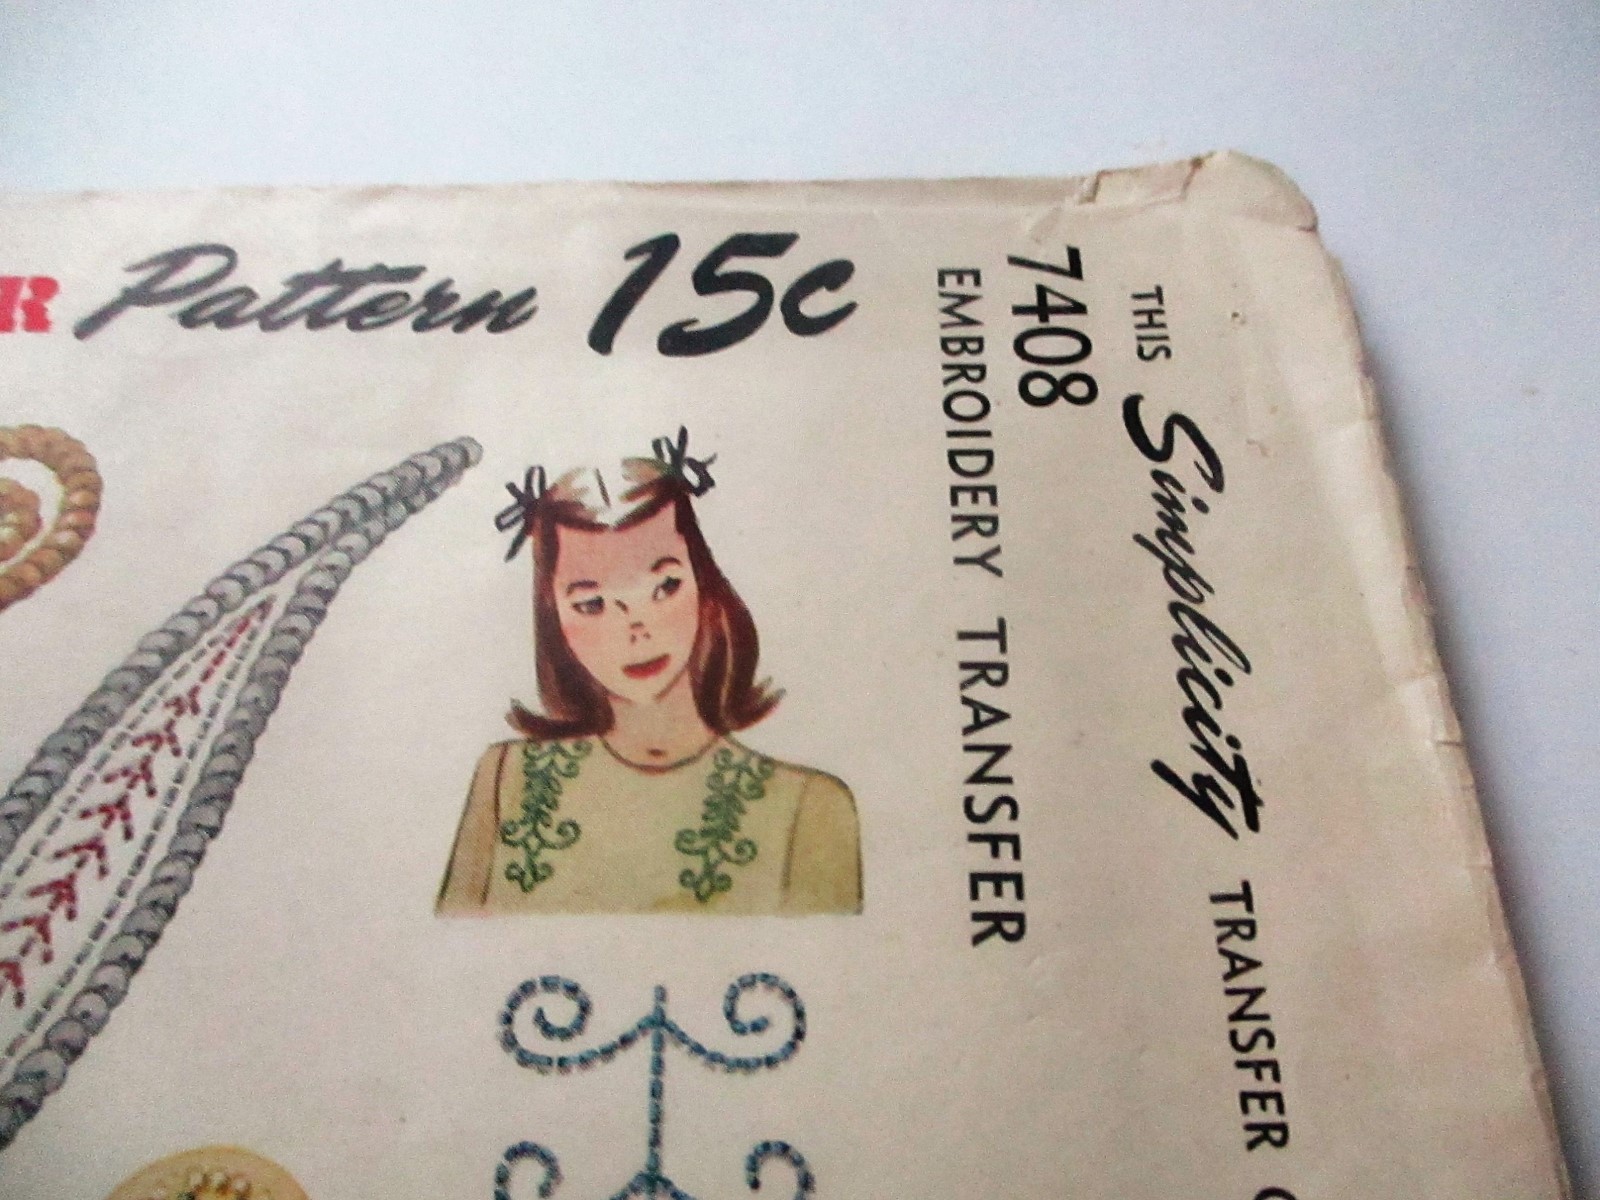 R Pattern 15c
7408
EMBROIDERY TRANSFER
THIS Simplicity TRANSFER